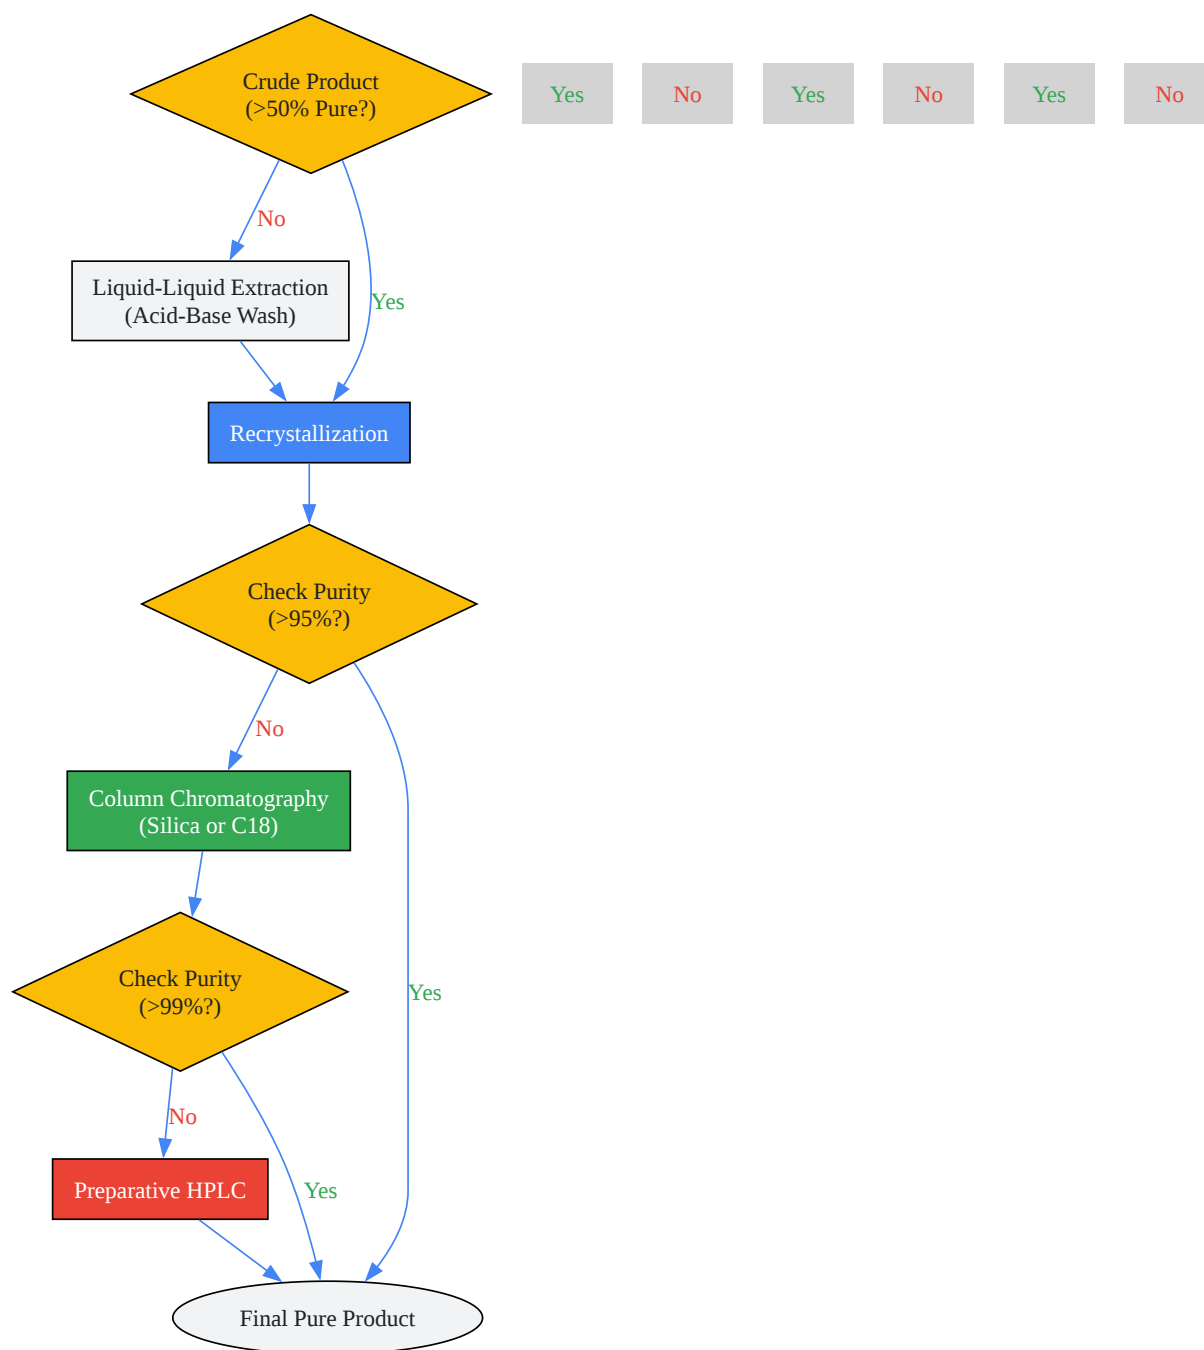 Crude Product
(>50% Pure?)
Yes
No
Yes
No
Yes
No
No
Liquid-Liquid Extraction
(Acid-Base Wash)
Yes
Recrystallization
Check Purity
(>95%?)
No
Column Chromatography
(Silica or C18)
Check Purity
(>99%?)
Yes
No
Preparative HPLC
Yes
Final Pure Product